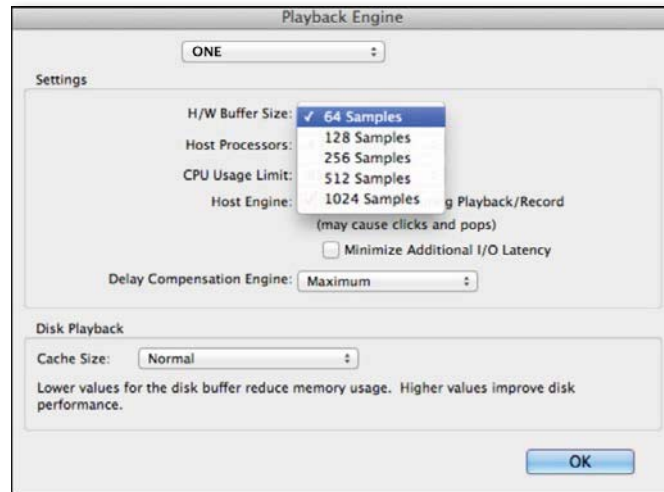 Playback Engine
ONE
Settings
H/W Buffer Size:
✓ 64 Samples
128 Samples
256 Samples
512 Samples
1024 Samples
Host Processors:
CPU Usage Limit:
Host Engine:
g Playback/Record
(may cause clicks and pops)
Minimize Additional I/O Latency
Delay Compensation Engine: Maximum
Disk Playback
Cache Size: Normal
Lower values for the disk buffer reduce memory usage. Higher values improve disk
performance.
OK